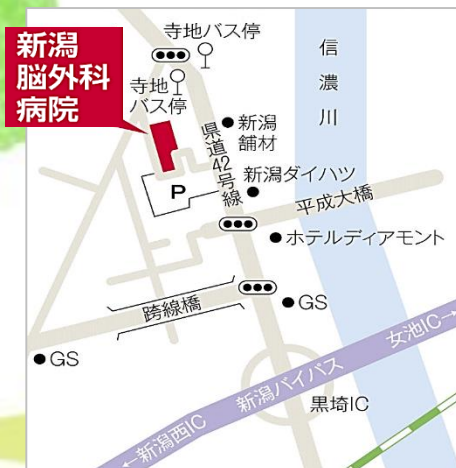 寺地バス停
新潟
脳外科
病院
寺地
バス停
信濃川
新潟
舗材
県道42号線
新潟ダイハツ
P
平成大橋
ホテルディアモント
跨線橋
GS
GS
女池IC→
新潟バイパス
←新潟西IC
黒埼IC